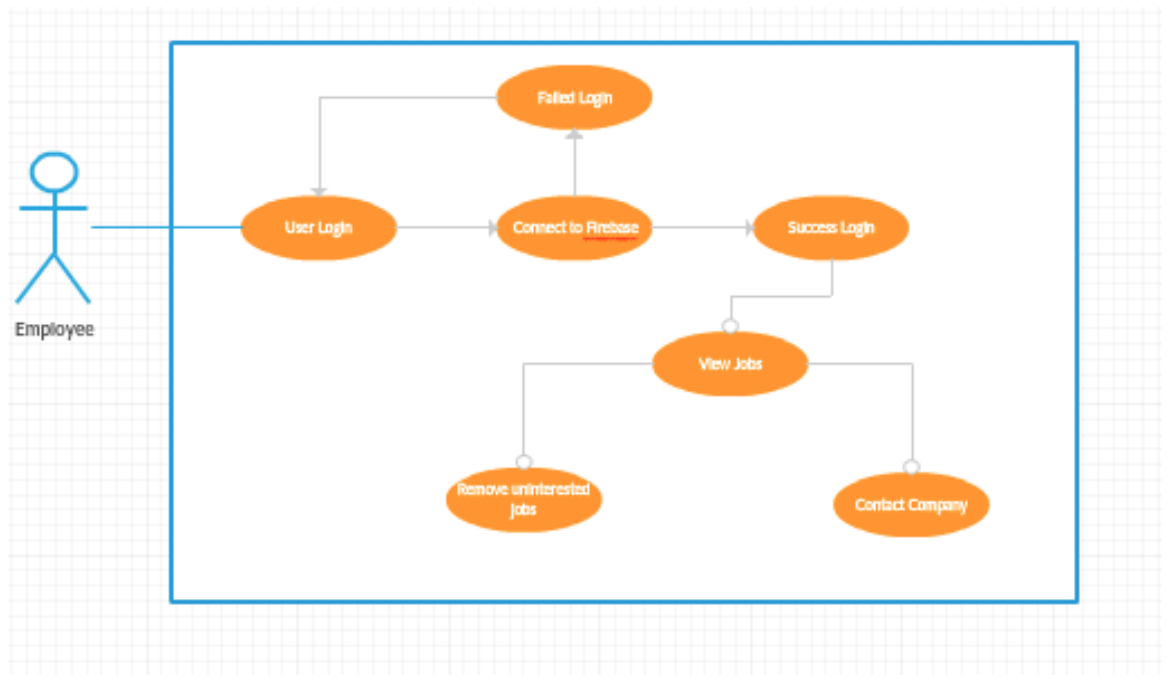 Failed Login
User Login
Connect to Firebase
Success Login
Employee
View Jobs
Remove uninterested
jobs
Contact Company